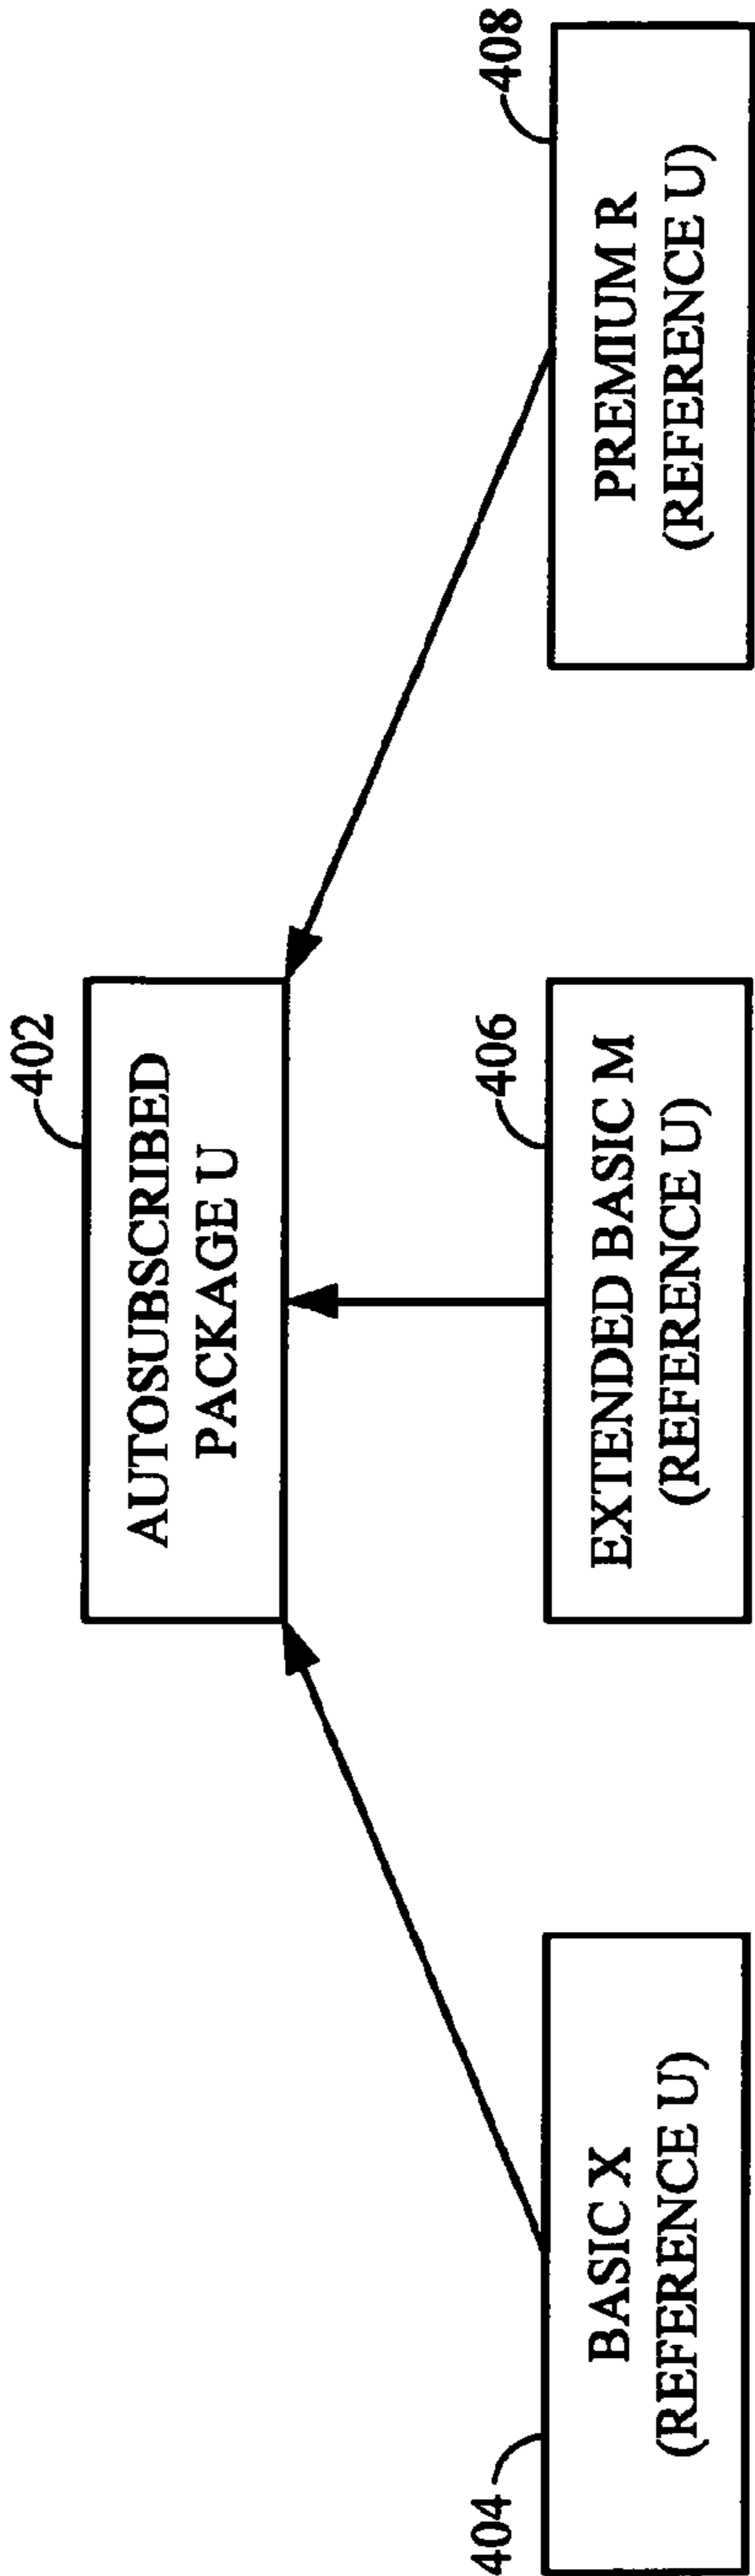 402
AUTOSUBSCRIBED
PACKAGE U
404
BASIC X
(REFERENCE U)
406
EXTENDED BASIC M
(REFERENCE U)
408
PREMIUM R
(REFERENCE U)